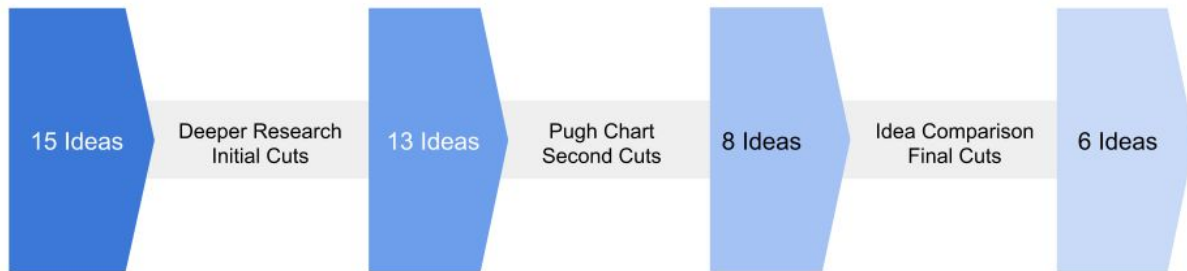 15 Ideas
Deeper Research
Initial Cuts
13 Ideas
Pugh Chart
Second Cuts
8 Ideas
Idea Comparison
Final Cuts
6 Ideas